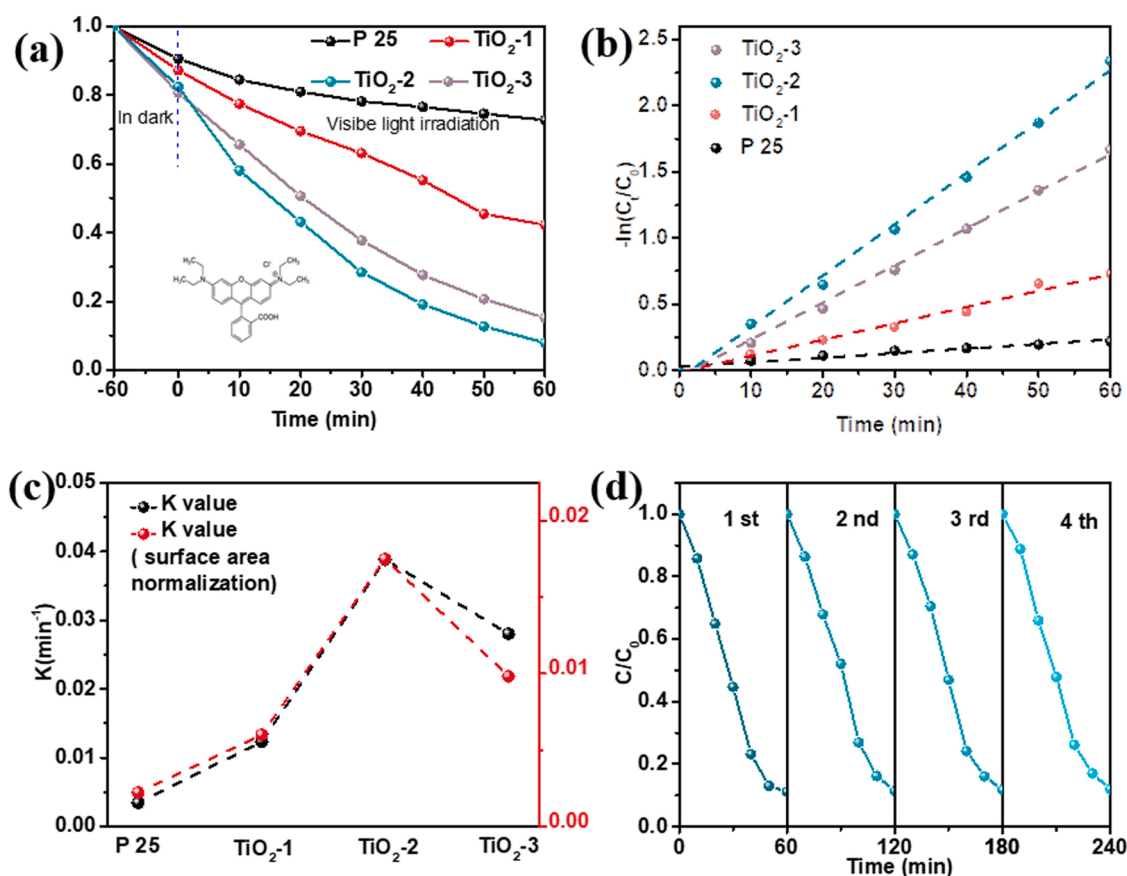 (a)
1.0
0.8
0.6
0.4
0.2
0.0
P 25
TiO2-1
TiO2-2
TiO2-3
In dark
Visibe light irradiation
Cl-
H3C
N
O
N+
CH3
H3C
CH3
COOH
-60 0 10 20 30 40 50 60
Time (min)
(b)
-ln(Ct/C0)
2.5
2.0
1.5
1.0
0.5
-0.0
TiO2-3
TiO2-2
TiO2-1
P 25
0 10 20 30 40 50 60
Time (min)
(c)
K(min-1)
0.05
0.04
0.03
0.02
0.01
0.00
K value
K value
( surface area
normalization)
0.02
0.01
0.00
P 25 TiO2-1 TiO2-2 TiO2-3
(d)
C/C0
1.0
0.8
0.6
0.4
0.2
0.0
1 st 2 nd 3 rd 4 th
0 60 120 180 240
Time (min)